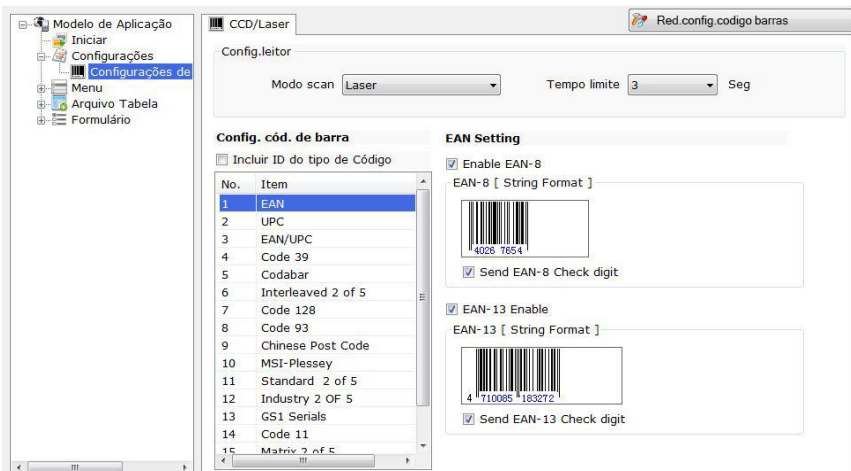 Modelo de Aplicação
Iniciar
Configurações
Configurações de
Menu
Arquivo Tabela
Formulário
CCD/Laser
Red.config.codigo barras
Config.leitor
Modo scan Laser Tempo limite 3 Seg
Config. cód. de barra
Incluir ID do tipo de Código
No. Item
1 EAN
2 UPC
3 EAN/UPC
4 Code 39
5 Codabar
6 Interleaved 2 of 5
7 Code 128
8 Code 93
9 Chinese Post Code
10 MSI-Plessey
11 Standard 2 of 5
12 Industry 2 OF 5
13 GS1 Serials
14 Code 11
15 Matrix 2 of 5
EAN Setting
Enable EAN-8
EAN-8 [ String Format ]
4026 7654
Send EAN-8 Check digit
EAN-13 Enable
EAN-13 [ String Format ]
4 710085 183272
Send EAN-13 Check digit